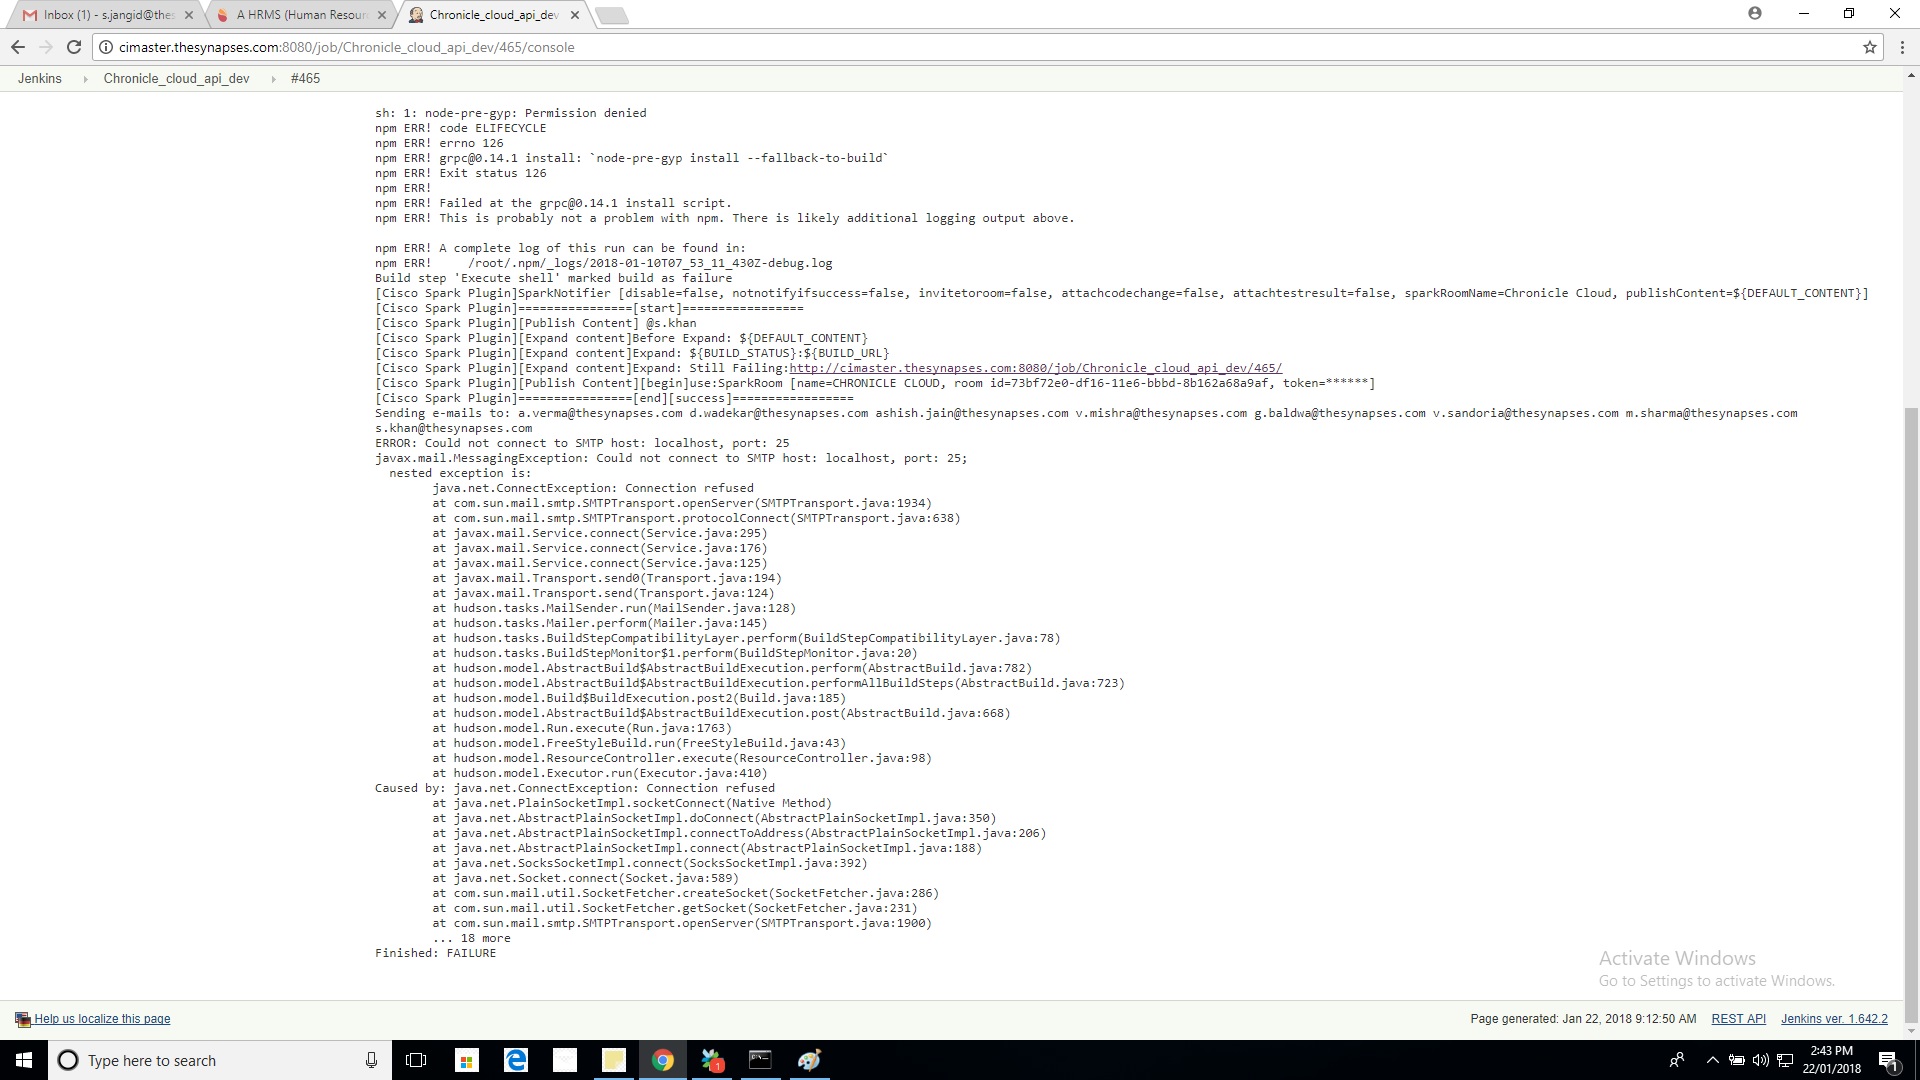 Inbox (1) - s.jangid@thes
A HRMS (Human Resour
Chronicle_cloud_api_dev
cimaster.thesynapses.com:8080/job/Chronicle_cloud_api_dev/465/console
Jenkins Chronicle_cloud_api_dev #465
sh: 1: node-pre-gyp: Permission denied
npm ERR! code ELIFECYCLE
npm ERR! errno 126
npm ERR! grpc@0.14.1 install: `node-pre-gyp install --fallback-to-build`
npm ERR! Exit status 126
npm ERR!
npm ERR! Failed at the grpc@0.14.1 install script.
npm ERR! This is probably not a problem with npm. There is likely additional logging output above.
npm ERR! A complete log of this run can be found in:
npm ERR!     /root/.npm/_logs/2018-01-10T07_53_11_430Z-debug.log
Build step 'Execute shell' marked build as failure
[Cisco Spark Plugin]SparkNotifier [disable=false, notnotifyifsuccess=false, invitetoroom=false, attachcodechange=false, attachtestresult=false, sparkRoomName=Chronicle Cloud, publishContent=${DEFAULT_CONTENT}]
[Cisco Spark Plugin]================[start]=================
[Cisco Spark Plugin][Publish Content] @s.khan
[Cisco Spark Plugin][Expand content]Before Expand: ${DEFAULT_CONTENT}
[Cisco Spark Plugin][Expand content]Expand: ${BUILD_STATUS}:${BUILD_URL}
[Cisco Spark Plugin][Expand content]Expand: Still Failing:http://cimaster.thesynapses.com:8080/job/Chronicle_cloud_api_dev/465/
[Cisco Spark Plugin][Publish Content][begin]use:SparkRoom [name=CHRONICLE CLOUD, room id=73bf72e0-df16-11e6-bbbd-8b162a68a9af, token=******]
[Cisco Spark Plugin]================[end][success]=================
Sending e-mails to: a.verma@thesynapses.com d.wadekar@thesynapses.com ashish.jain@thesynapses.com v.mishra@thesynapses.com g.baldwa@thesynapses.com v.sandoria@thesynapses.com m.sharma@thesynapses.com
s.khan@thesynapses.com
ERROR: Could not connect to SMTP host: localhost, port: 25
javax.mail.MessagingException: Could not connect to SMTP host: localhost, port: 25;
  nested exception is:
	java.net.ConnectException: Connection refused
	at com.sun.mail.smtp.SMTPTransport.openServer(SMTPTransport.java:1934)
	at com.sun.mail.smtp.SMTPTransport.protocolConnect(SMTPTransport.java:638)
	at javax.mail.Service.connect(Service.java:295)
	at javax.mail.Service.connect(Service.java:176)
	at javax.mail.Service.connect(Service.java:125)
	at javax.mail.Transport.send0(Transport.java:194)
	at javax.mail.Transport.send(Transport.java:124)
	at hudson.tasks.MailSender.run(MailSender.java:128)
	at hudson.tasks.Mailer.perform(Mailer.java:145)
	at hudson.tasks.BuildStepCompatibilityLayer.perform(BuildStepCompatibilityLayer.java:78)
	at hudson.tasks.BuildStepMonitor$1.perform(BuildStepMonitor.java:20)
	at hudson.model.AbstractBuild$AbstractBuildExecution.perform(AbstractBuild.java:782)
	at hudson.model.AbstractBuild$AbstractBuildExecution.performAllBuildSteps(AbstractBuild.java:723)
	at hudson.model.Build$BuildExecution.post2(Build.java:185)
	at hudson.model.AbstractBuild$AbstractBuildExecution.post(AbstractBuild.java:668)
	at hudson.model.Run.execute(Run.java:1763)
	at hudson.model.FreeStyleBuild.run(FreeStyleBuild.java:43)
	at hudson.model.ResourceController.execute(ResourceController.java:98)
	at hudson.model.Executor.run(Executor.java:410)
Caused by: java.net.ConnectException: Connection refused
	at java.net.PlainSocketImpl.socketConnect(Native Method)
	at java.net.AbstractPlainSocketImpl.doConnect(AbstractPlainSocketImpl.java:350)
	at java.net.AbstractPlainSocketImpl.connectToAddress(AbstractPlainSocketImpl.java:206)
	at java.net.AbstractPlainSocketImpl.connect(AbstractPlainSocketImpl.java:188)
	at java.net.SocksSocketImpl.connect(SocksSocketImpl.java:392)
	at java.net.Socket.connect(Socket.java:589)
	at com.sun.mail.util.SocketFetcher.createSocket(SocketFetcher.java:286)
	at com.sun.mail.util.SocketFetcher.getSocket(SocketFetcher.java:231)
	at com.sun.mail.smtp.SMTPTransport.openServer(SMTPTransport.java:1900)
	... 18 more
Finished: FAILURE
Activate Windows
Go to Settings to activate Windows.
Help us localize this page
Page generated: Jan 22, 2018 9:12:50 AM REST API Jenkins ver. 1.642.2
Type here to search
1
2:43 PM
22/01/2018
1